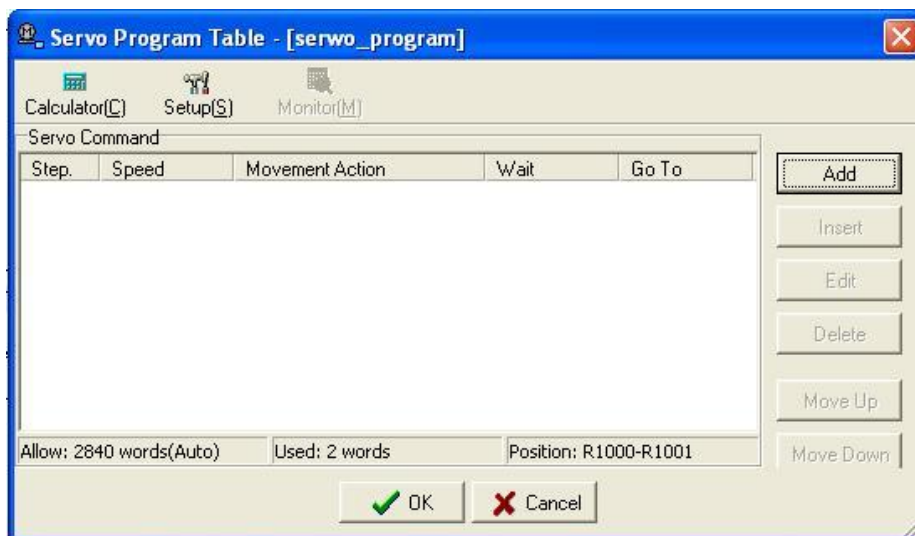 Servo Program Table - [serwo_program]
Calculator(C) Setup(S) Monitor(M)
Servo Command
Step. Speed Movement Action Wait Go To
Add
Insert
Edit
Delete
Move Up
Move Down
Allow: 2840 words(Auto) Used: 2 words Position: R1000-R1001
OK Cancel